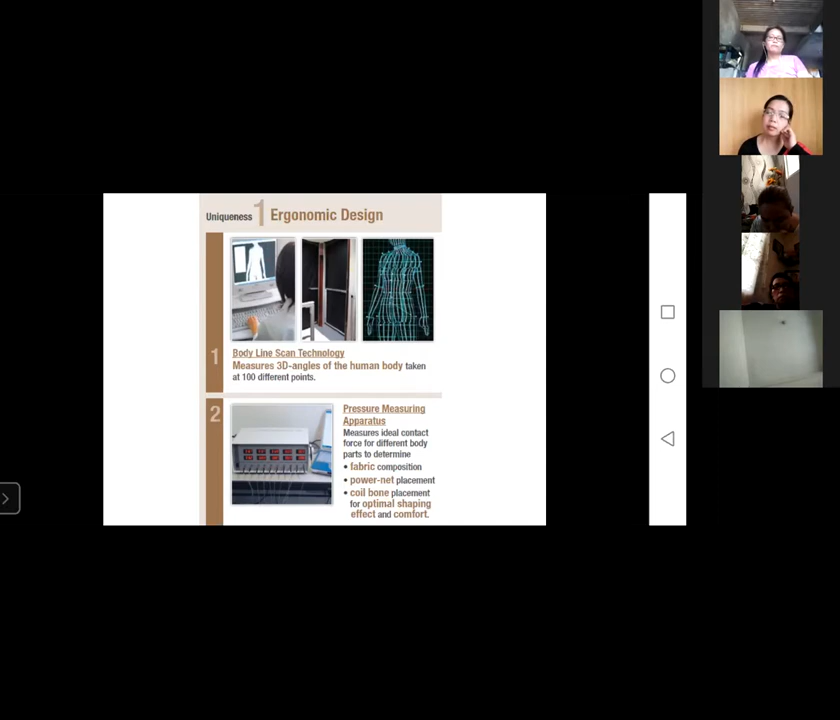 Uniqueness 1 Ergonomic Design
1
Body Line Scan Technology
Measures 3D-angles of the human body taken
at 100 different points.
2
Pressure Measuring
Apparatus
Measures ideal contact
force for different body
parts to determine
• fabric composition
• power-net placement
• coil bone placement
for optimal shaping
effect and comfort.